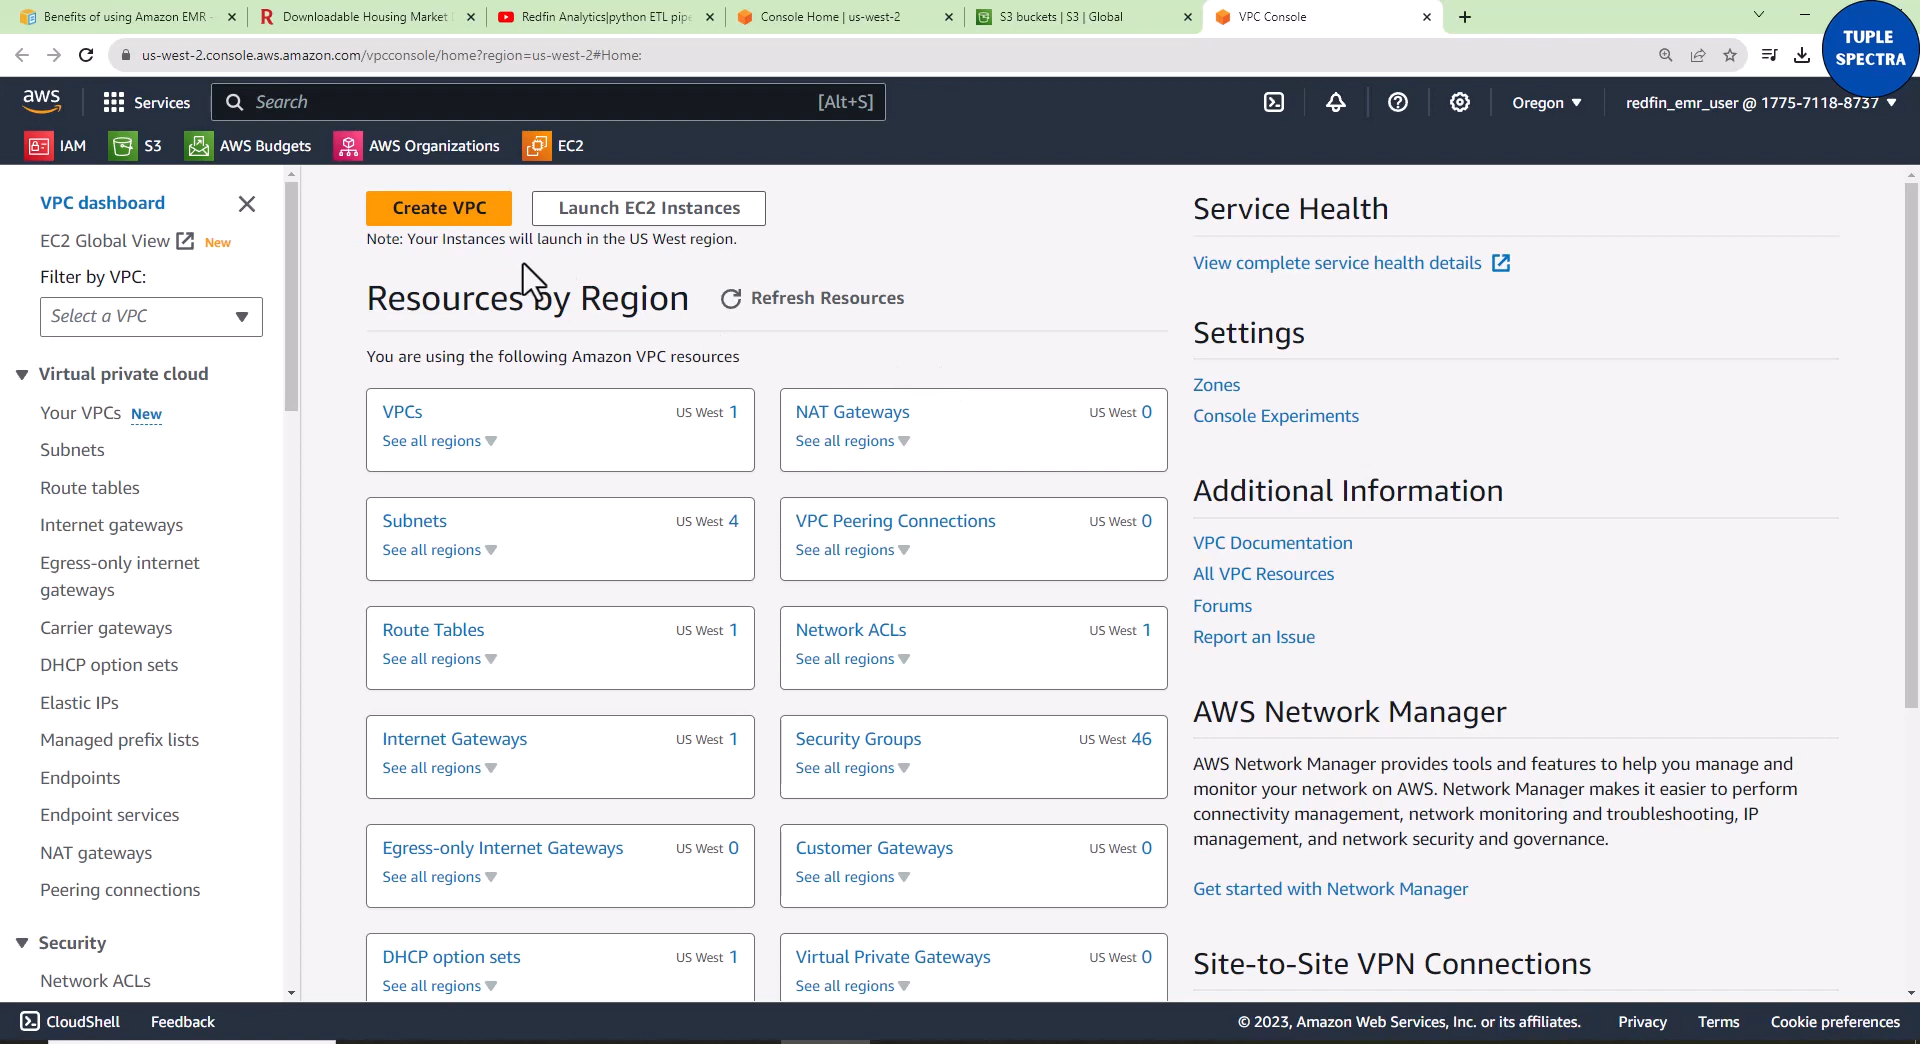 Benefits of using Amazon EMR -
Downloadable Housing Market
Redfin Analytics|python ETL pipe
Console Home | us-west-2
S3 buckets | S3 | Global
VPC Console
us-west-2.console.aws.amazon.com/vpcconsole/home?region=us-west-2#Home:
TUPLE
SPECTRA
aws
Services
Search
[Alt+S]
Oregon
redfin_emr_user @ 1775-7118-8737
IAM
S3
AWS Budgets
AWS Organizations
EC2
VPC dashboard
EC2 Global View New
Filter by VPC:
Select a VPC
Virtual private cloud
Your VPCs New
Subnets
Route tables
Internet gateways
Egress-only internet
gateways
Carrier gateways
DHCP option sets
Elastic IPs
Managed prefix lists
Endpoints
Endpoint services
NAT gateways
Peering connections
Security
Network ACLs
Create VPC
Launch EC2 Instances
Note: Your Instances will launch in the US West region.
Resources by Region
Refresh Resources
You are using the following Amazon VPC resources
VPCs US West 1
See all regions
NAT Gateways US West 0
See all regions
Subnets US West 4
See all regions
VPC Peering Connections US West 0
See all regions
Route Tables US West 1
See all regions
Network ACLs US West 1
See all regions
Internet Gateways US West 1
See all regions
Security Groups US West 46
See all regions
Egress-only Internet Gateways US West 0
See all regions
Customer Gateways US West 0
See all regions
DHCP option sets US West 1
See all regions
Virtual Private Gateways US West 0
See all regions
Service Health
View complete service health details
Settings
Zones
Console Experiments
Additional Information
VPC Documentation
All VPC Resources
Forums
Report an Issue
AWS Network Manager
AWS Network Manager provides tools and features to help you manage and
monitor your network on AWS. Network Manager makes it easier to perform
connectivity management, network monitoring and troubleshooting, IP
management, and network security and governance.
Get started with Network Manager
Site-to-Site VPN Connections
CloudShell
Feedback
© 2023, Amazon Web Services, Inc. or its affiliates.
Privacy
Terms
Cookie preferences